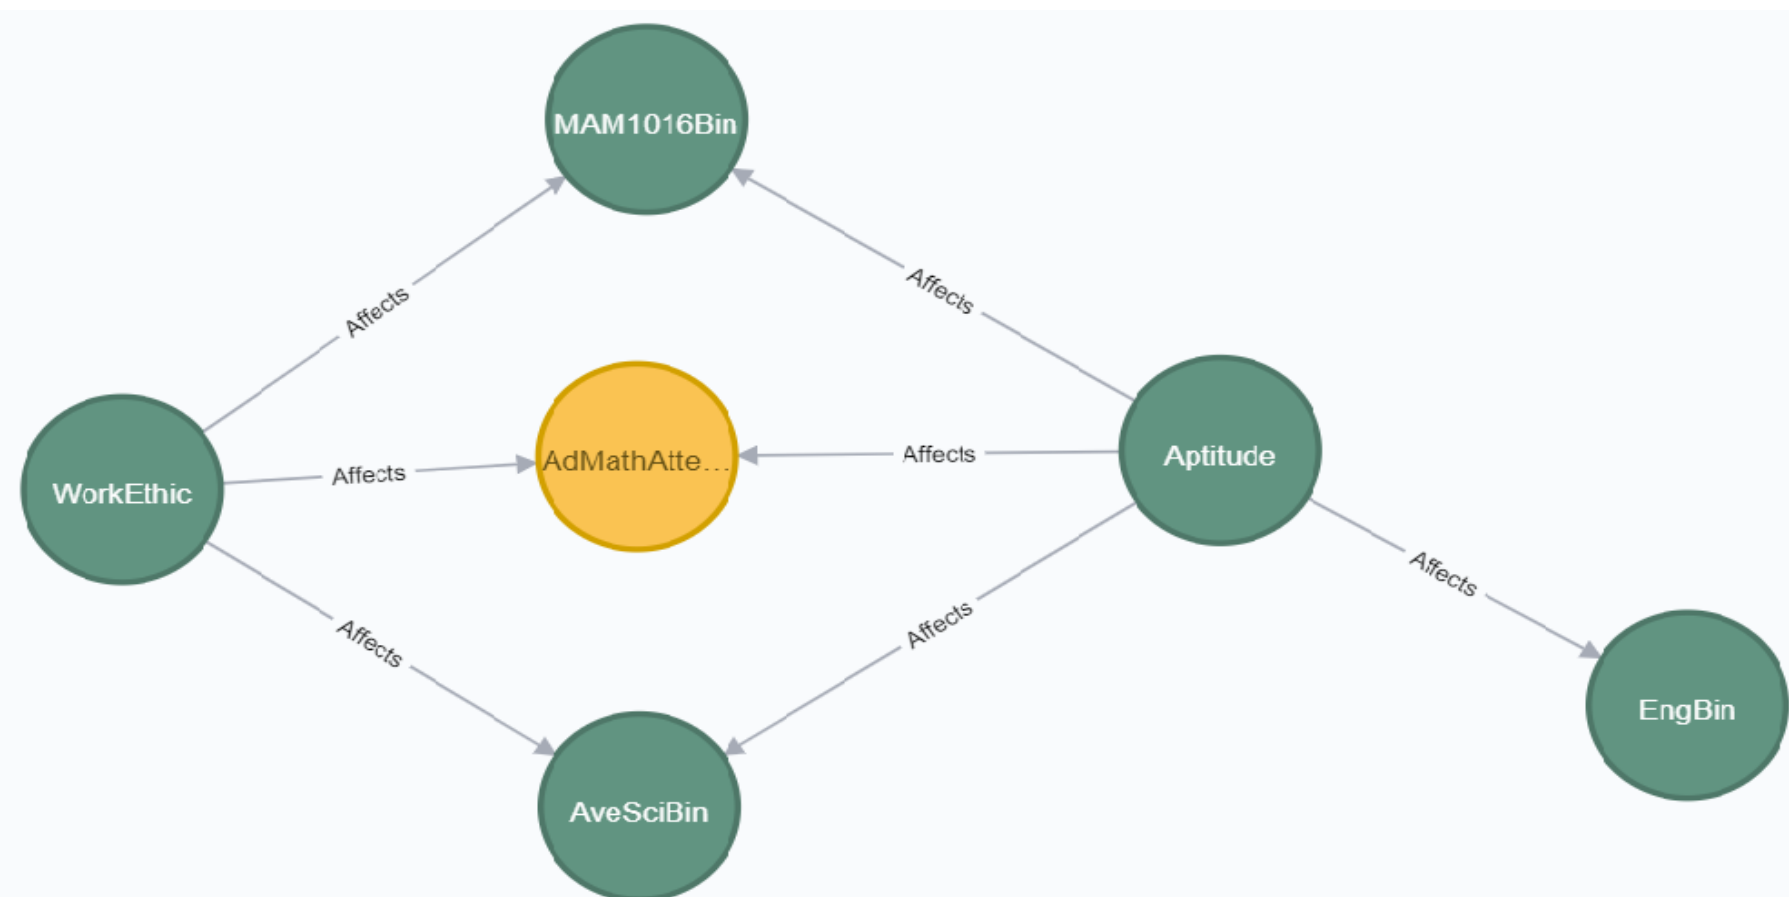 MAM1016Bin
Affects
Affects
AdMathAtte...
Affects
Affects
WorkEthic
Aptitude
Affects
Affects
Affects
EngBin
AveSciBin